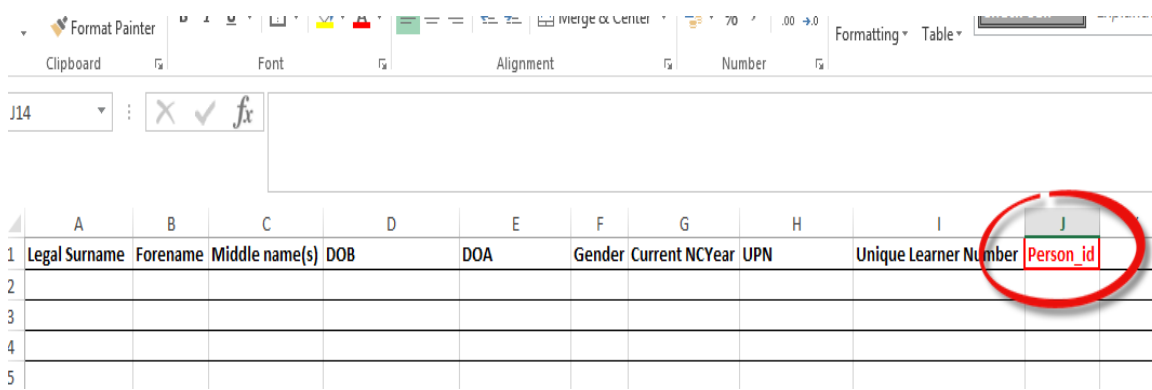 B I U Merge & Center % .00 →.0
Format Painter
Formatting Table
Clipboard Font Alignment Number
J14 fx
A B C D E F G H I J
1 Legal Surname Forename Middle name(s) DOB DOA Gender Current NCYear UPN Unique Learner Number Person_id
2
3
4
5